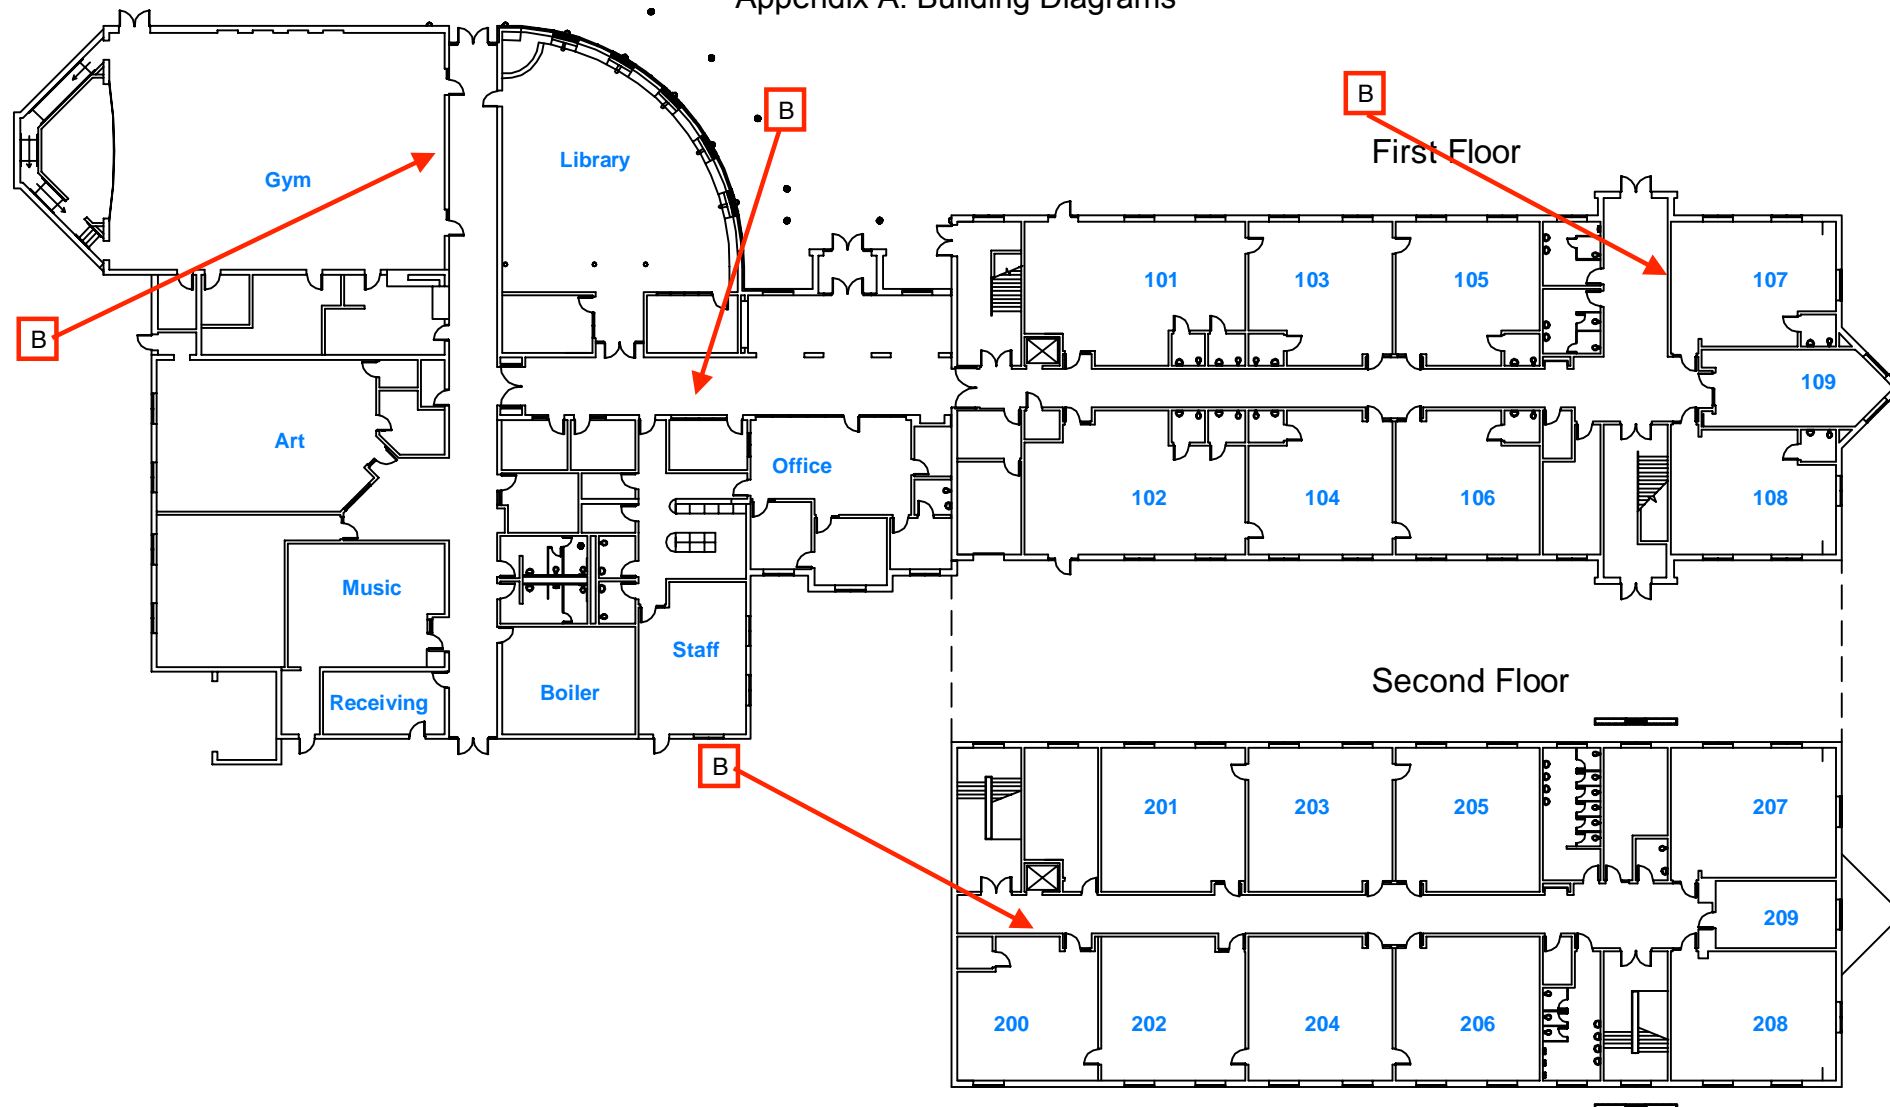 Appendix A: Building Diagrams
B
B
First Floor
Library
Gym
B
101
103
105
107
109
Art
Office
102
104
106
108
Music
Staff
Second Floor
Boiler
Receiving
B
201
203
205
207
209
200
202
204
206
208